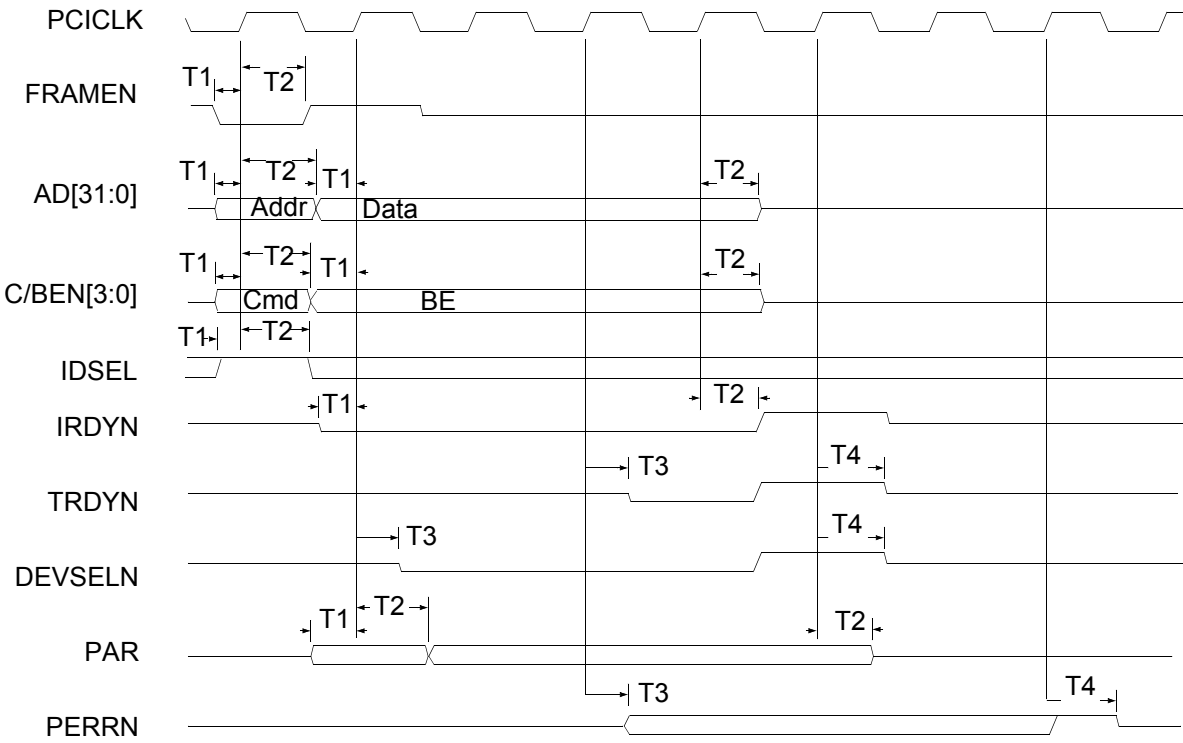 PCICLK
T1 T2
FRAMEN
T1 T2 T1 T2
AD[31:0] Addr Data
T1 T2 T1 T2
C/BEN[3:0] Cmd BE
T1 T2
IDSEL
T1 T2
IRDYN
T3 T4
TRDYN
T3 T4
DEVSELN
T1 T2 T2
PAR
T3 T4
PERRN